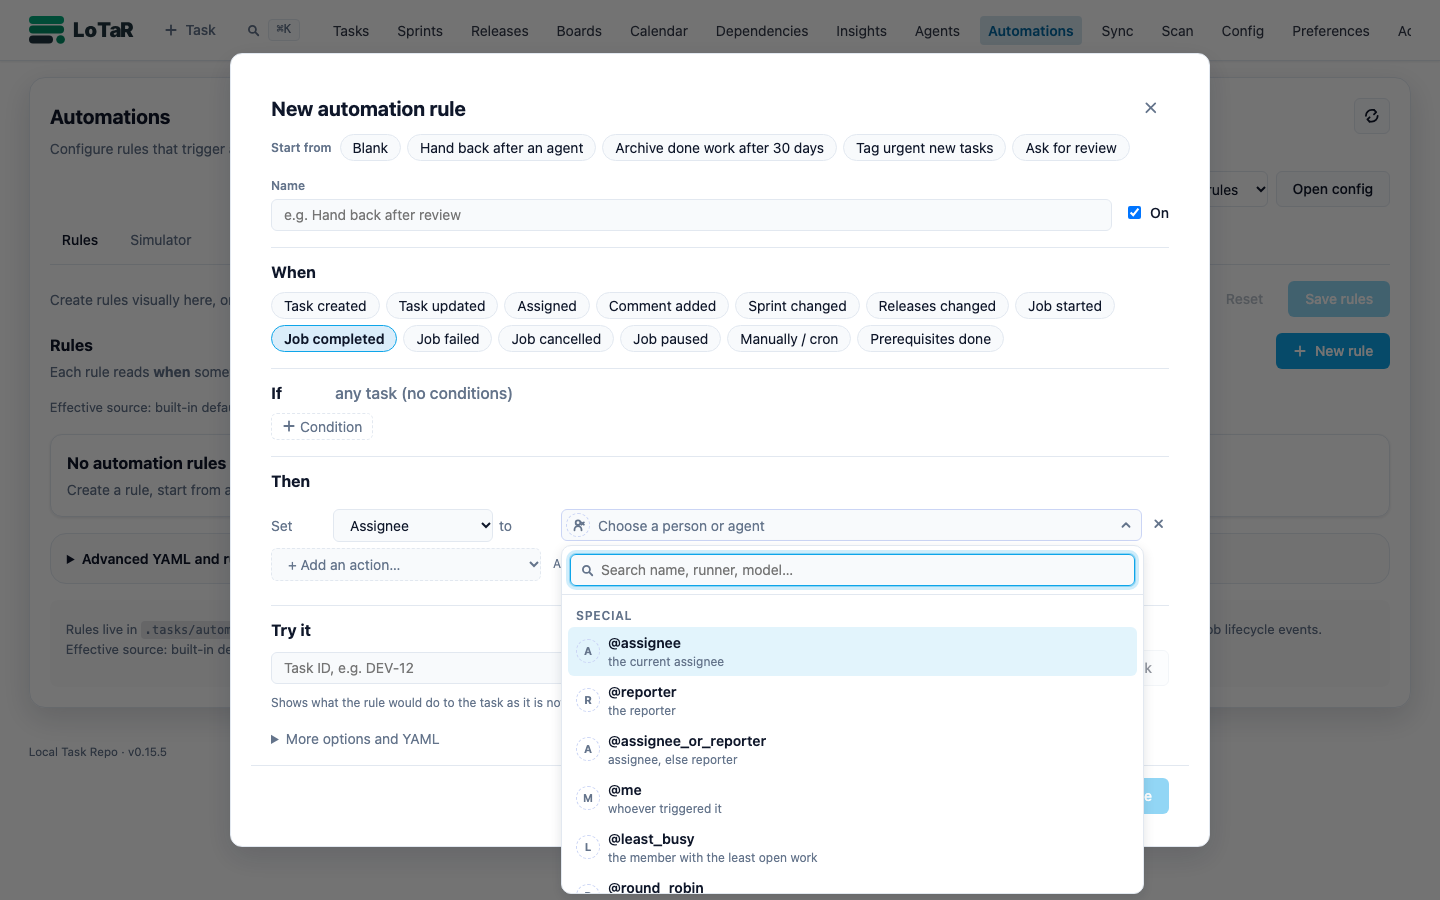 LoTaR
+ Task
⌘K
Tasks
Sprints
Releases
Boards
Calendar
Dependencies
Insights
Agents
Automations
Sync
Scan
Config
Preferences
Automations
Configure rules that trigger
rules
Open config
Rules
Simulator
Create rules visually here, or
Reset
Save rules
Rules
Each rule reads when some
+ New rule
Effective source: built-in
No automation rules
Create a rule, start from a
Advanced YAML and
Rules live in .tasks/autom
job lifecycle events.
Effective source: built-in
Local Task Repo · v0.15.5
New automation rule
Start from
Blank
Hand back after an agent
Archive done work after 30 days
Tag urgent new tasks
Ask for review
Name
e.g. Hand back after review
On
When
Task created
Task updated
Assigned
Comment added
Sprint changed
Releases changed
Job started
Job completed
Job failed
Job cancelled
Job paused
Manually / cron
Prerequisites done
If
any task (no conditions)
+ Condition
Then
Set
Assignee
to
Choose a person or agent
+ Add an action...
Search name, runner, model...
SPECIAL
A
@assignee
the current assignee
R
@reporter
the reporter
A
@assignee_or_reporter
assignee, else reporter
M
@me
whoever triggered it
L
@least_busy
the member with the least open work
@round_robin
Try it
Task ID, e.g. DEV-12
Shows what the rule would do to the task as it is
More options and YAML